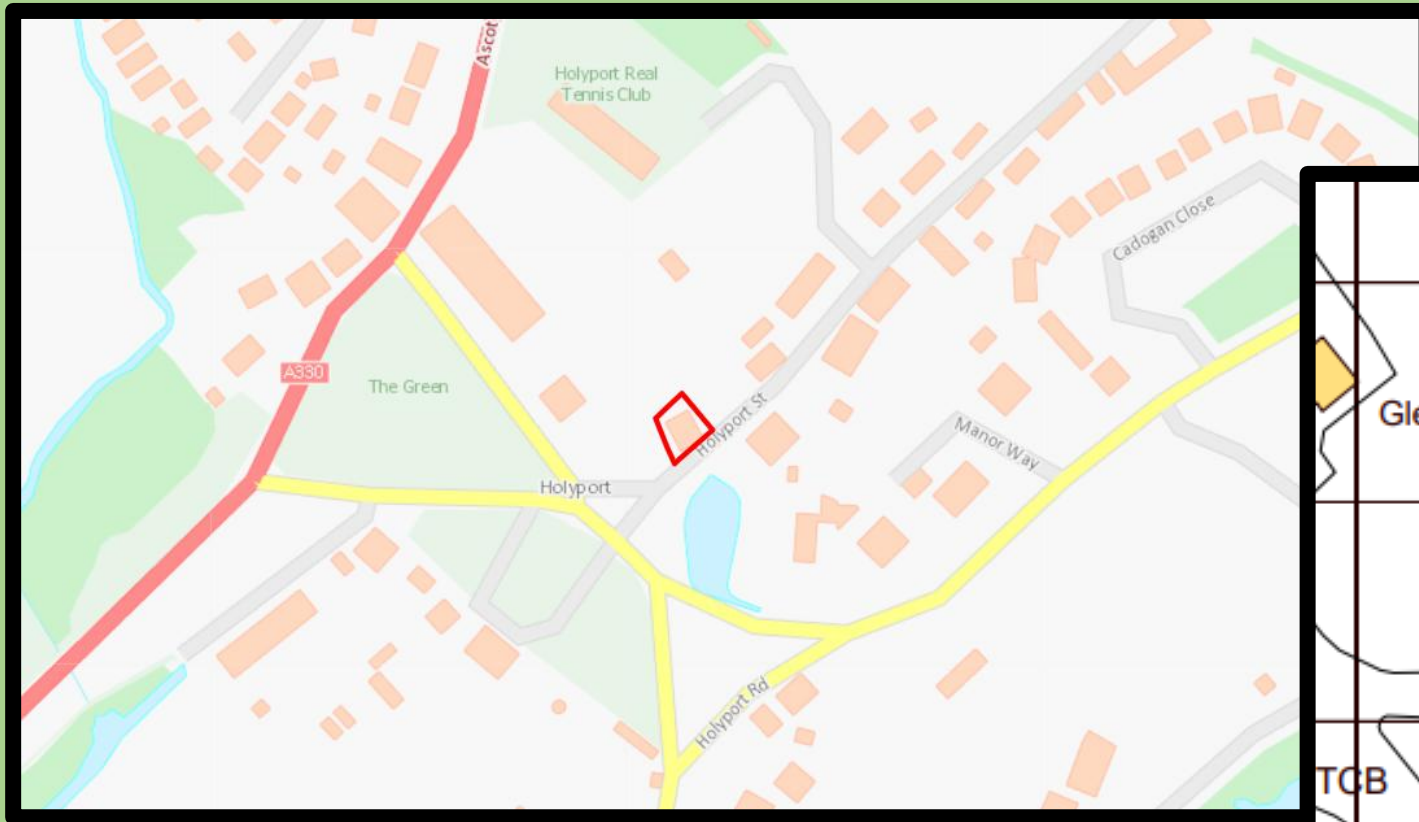 Ascot
Holyport Real
Tennis Club
Cadogan Close
A330
The Green
Holyport St
Manor Way
Holyport
Holyport Rd
Gle
TCB